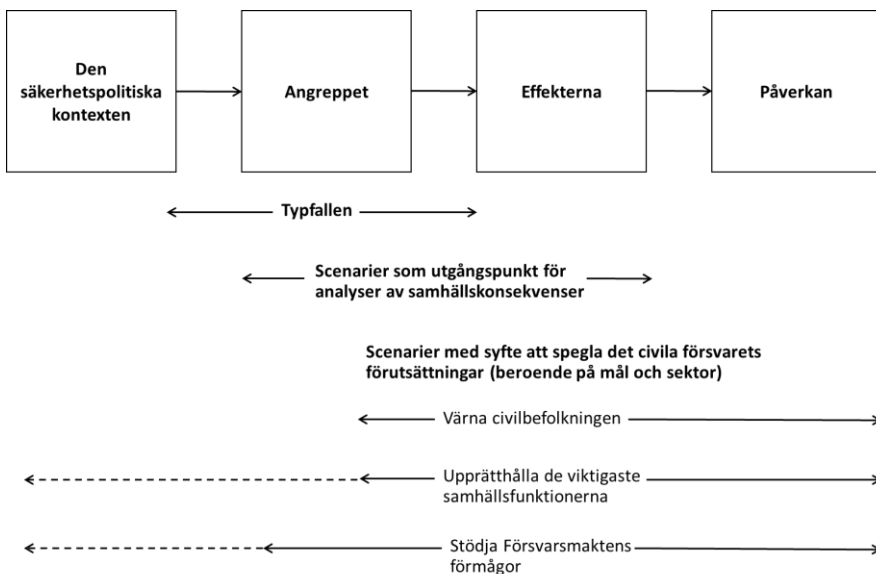 Den
säkerhetspolitiska
kontexten
Angreppet
Effekterna
Påverkan
Typfallen
Scenarier som utgångspunkt för
analyser av samhällskonsekvenser
Scenarier med syfte att spegla det civila försvarets
förutsättningar (beroende på mål och sektor)
Värna civilbefolkningen
Upprätthålla de viktigaste
samhällsfunktionerna
Stödja Försvarsmaktens
förmågor